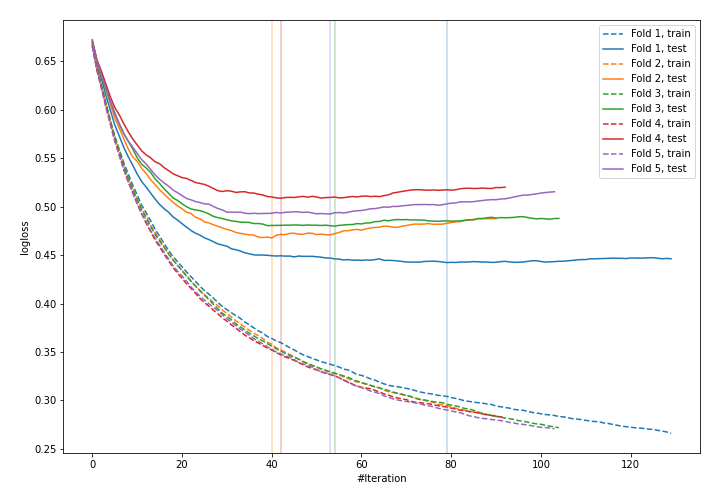 0.65
0.60
0.55
0.50
0.45
0.40
0.35
0.30
0.25
logloss
0
20
40
60
80
100
120
#Iteration
Fold 1, train
Fold 1, test
Fold 2, train
Fold 2, test
Fold 3, train
Fold 3, test
Fold 4, train
Fold 4, test
Fold 5, train
Fold 5, test